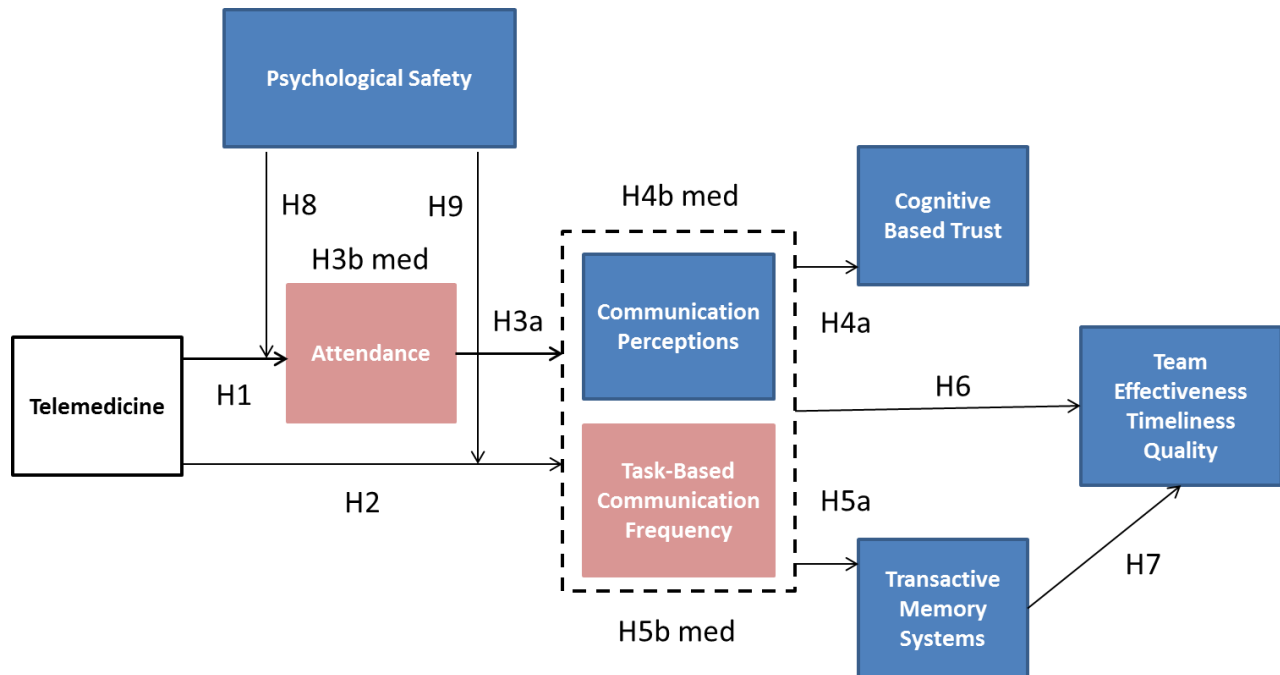 Psychological Safety
H8
H9
H3b med
H4b med
Cognitive
Based Trust
Telemedicine
H1
Attendance
H3a
Communication
Perceptions
H4a
H2
Task-Based
Communication
Frequency
H6
Team
Effectiveness
Timeliness
Quality
H5a
H5b med
Transactive
Memory
Systems
H7